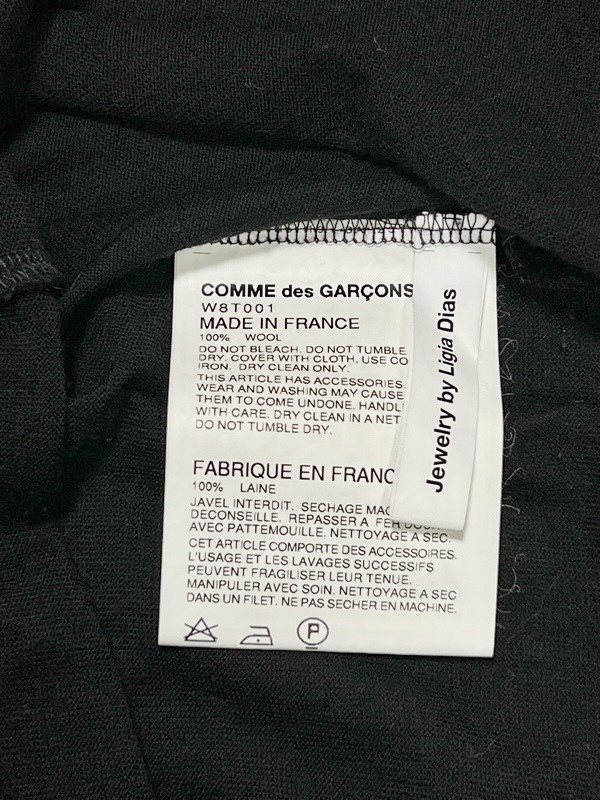 COMME des GARÇONS
W8T001
MADE IN FRANCE
100% WOOL
DO NOT BLEACH. DO NOT TUMBLE
DRY. COVER WITH CLOTH, USE CO
IRON. DRY CLEAN ONLY.
THIS ARTICLE HAS ACCESSORIES.
WEAR AND WASHING MAY CAUSE
THEM TO COME UNDONE. HANDL
WITH CARE. DRY CLEAN IN A NET
DO NOT TUMBLE DRY.
FABRIQUE EN FRANC
100% LAINE
JAVEL INTERDIT. SECHAGE MAC
DECONSEILLE. REPASSER A FER DOUX
AVEC PATTEMOUILLE. NETTOYAGE A SEC.
CET ARTICLE COMPORTE DES ACCESSOIRES.
L'USAGE ET LES LAVAGES SUCCESSIFS
PEUVENT FRAGILISER LEUR TENUE.
MANIPULER AVEC SOIN. NETTOYAGE A SEC
DANS UN FILET. NE PAS SECHER EN MACHINE.
P
Jewelry by Ligia Dias